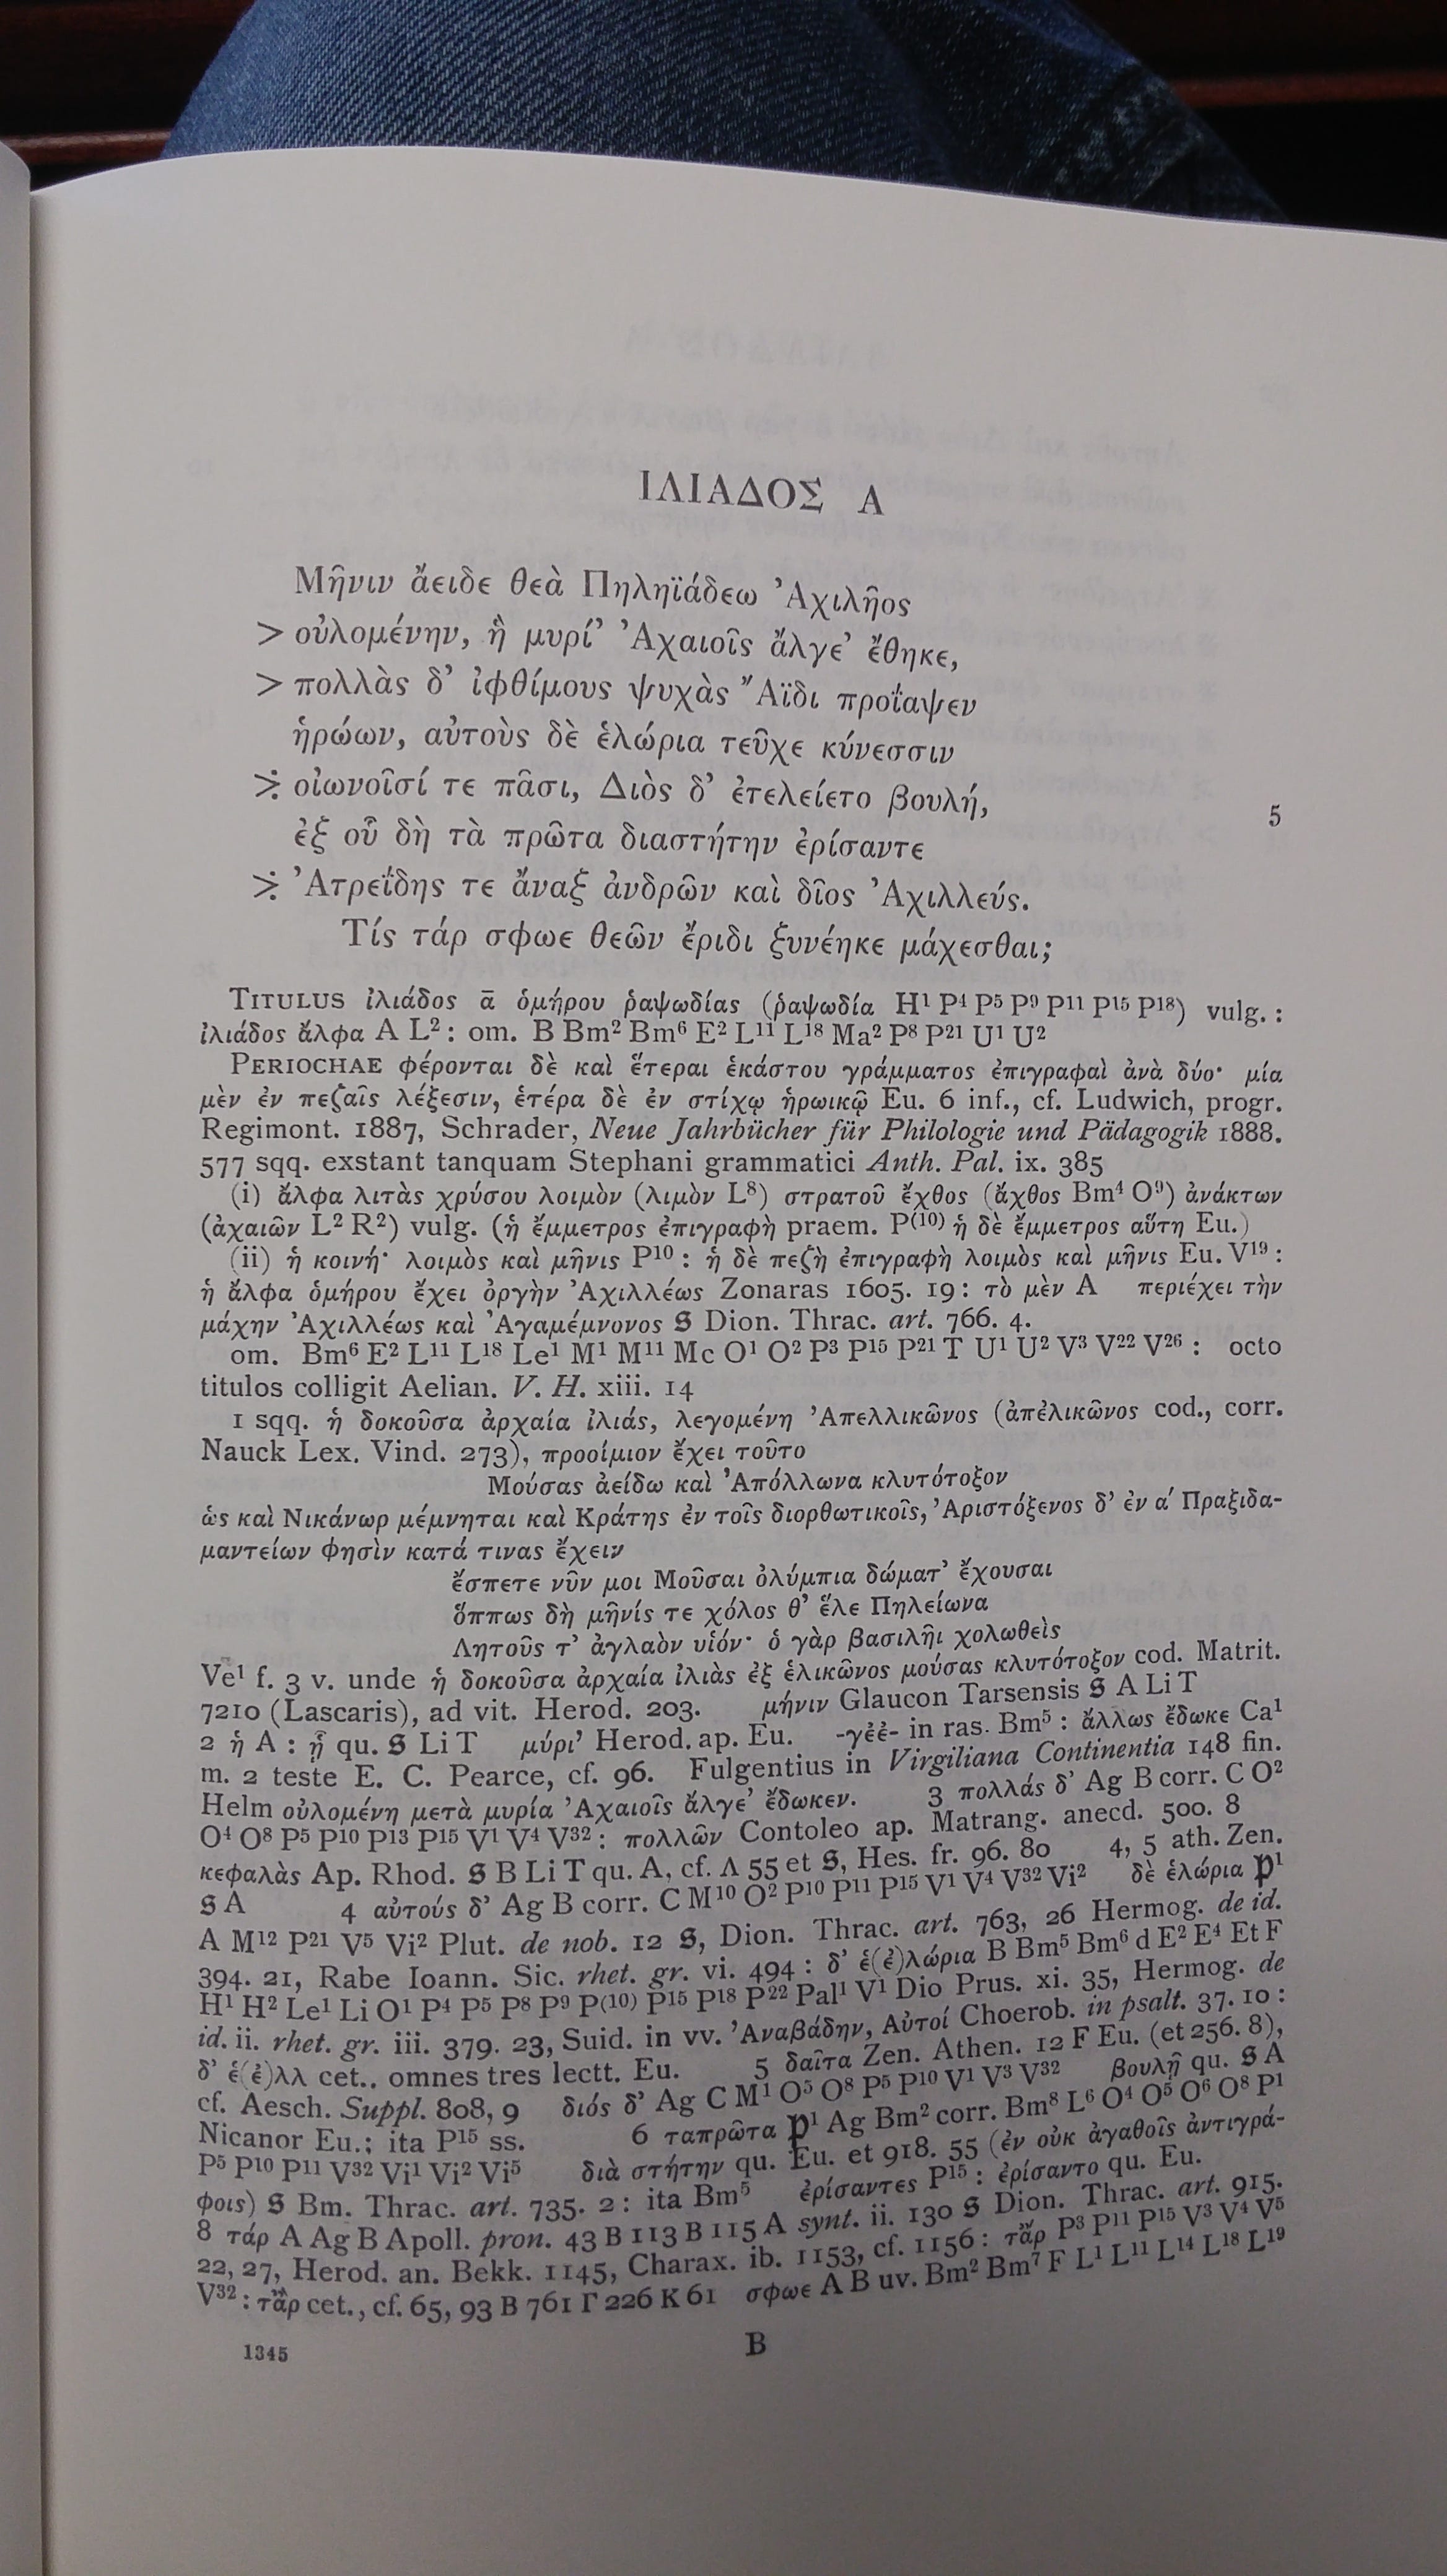 ΙΛΙΑΔΟΣ Α
Μῆνιν ἄειδε θεὰ Πηληϊάδεω Ἀχιλῆος
> οὐλομένην, ἣ μυρί’ Ἀχαιοῖς ἄλγε’ ἔθηκε,
> πολλὰς δ’ ἰφθίμους ψυχὰς Ἄϊδι προΐαψεν
ἡρώων, αὐτοὺς δὲ ἑλώρια τεῦχε κύνεσσιν
⩼ οἰωνοῖσί τε πᾶσι, Διὸς δ’ ἐτελείετο βουλή, 5
ἐξ οὗ δὴ τὰ πρῶτα διαστήτην ἐρίσαντε
⩼ Ἀτρεΐδης τε ἄναξ ἀνδρῶν καὶ δῖος Ἀχιλλεύς.
Τίς τάρ σφωε θεῶν ἔριδι ξυνέηκε μάχεσθαι;
TITULUS ἰλιάδος ᾱ ὁμήρου ῥαψωδίας (ῥαψωδία H¹ P⁴ P⁵ P⁹ P¹¹ P¹⁵ P¹⁸) vulg. :
ἰλιάδος ἄλφα A L² : om. B Bm² Bm⁶ E² L¹¹ L¹⁸ Ma² P⁸ P²¹ U¹ U²
PERIOCHAE φέρονται δὲ καὶ ἕτεραι ἑκάστου γράμματος ἐπιγραφαὶ ἀνὰ δύο· μία
μὲν ἐν πεζαῖς λέξεσιν, ἑτέρα δὲ ἐν στίχῳ ἡρωικῷ Eu. 6 inf., cf. Ludwich, progr.
Regimont. 1887, Schrader, Neue Jahrbücher für Philologie und Pädagogik 1888.
577 sqq. exstant tanquam Stephani grammatici Anth. Pal. ix. 385
(i) ἄλφα λιτὰς χρύσου λοιμὸν (λιμὸν L⁸) στρατοῦ ἔχθος (ἄχθος Bm⁴ O⁹) ἀνάκτων
(ἀχαιῶν L² R²) vulg. (ἡ ἔμμετρος ἐπιγραφὴ praem. P⁽¹⁰⁾ ἡ δὲ ἔμμετρος αὕτη Eu.)
(ii) ἡ κοινή· λοιμὸς καὶ μῆνις P¹⁰ : ἡ δὲ πεζὴ ἐπιγραφὴ λοιμὸς καὶ μῆνις Eu. V¹⁹ :
ἡ ἄλφα ὁμήρου ἔχει ὀργὴν Ἀχιλλέως Zonaras 1605. 19 : τὸ μὲν Α περιέχει τὴν
μάχην Ἀχιλλέως καὶ Ἀγαμέμνονος S Dion. Thrac. art. 766. 4.
om. Bm⁶ E² L¹¹ L¹⁸ Le¹ M¹ M¹¹ Mc O¹ O² P³ P¹⁵ P²¹ T U¹ U² V³ V²² V²⁶ : octo
titulos colligit Aelian. V. H. xiii. 14
1 sqq. ἡ δοκοῦσα ἀρχαία ἰλιάς, λεγομένη Ἀπελλικῶνος (ἀπέλικῶνος cod., corr.
Nauck Lex. Vind. 273), προοίμιον ἔχει τοῦτο
Μούσας ἀείδω καὶ Ἀπόλλωνα κλυτότοξον
ὡς καὶ Νικάνωρ μέμνηται καὶ Κράτης ἐν τοῖς διορθωτικοῖς, Ἀριστόξενος δ’ ἐν α΄ Πραξιδα-
μαντείων φησὶν κατά τινας ἔχειν
ἔσπετε νῦν μοι Μοῦσαι ὀλύμπια δώματ’ ἔχουσαι
ὅππως δὴ μῆνίς τε χόλος θ’ ἕλε Πηλείωνα
Λητοῦς τ’ ἀγλαὸν υἱόν· ὁ γὰρ βασιλῆι χολωθεὶς
Ve¹ f. 3 v. unde ἡ δοκοῦσα ἀρχαία ἰλιὰς ἐξ ἑλικῶνος μούσας κλυτότοξον cod. Matrit.
7210 (Lascaris), ad vit. Herod. 203. μήνιν Glaucon Tarsensis S A Li T
2 ἡ A : ᾗ qu. S Li T μύρι’ Herod. ap. Eu. -γἐἐ- in ras. Bm⁵ : ἄλλως ἔδωκε Ca¹
m. 2 teste E. C. Pearce, cf. 96. Fulgentius in Virgiliana Continentia 148 fin.
Helm οὐλομένη μετὰ μυρία Ἀχαιοῖς ἄλγε’ ἔδωκεν. 3 πολλάς δ’ Ag B corr. C O²
O⁴ O⁸ P⁵ P¹⁰ P¹³ P¹⁵ V¹ V⁴ V³² : πολλῶν Contoleo ap. Matrang. anecd. 500. 8
κεφαλὰς Ap. Rhod. S B Li T qu. A, cf. Λ 55 et S, Hes. fr. 96. 80 4, 5 ath. Zen.
S A 4 αὐτούς δ’ Ag B corr. C M¹⁰ O² P¹⁰ P¹¹ P¹⁵ V¹ V⁴ V³² Vi² δὲ ἑλώρια 𝔭¹
A M¹² P²¹ V⁵ Vi² Plut. de nob. 12 S, Dion. Thrac. art. 763, 26 Hermog. de id.
394. 21, Rabe Ioann. Sic. rhet. gr. vi. 494 : δ’ ἑ(ἐ)λώρια B Bm⁵ Bm⁶ d E² E⁴ Et F
H¹ H² Le¹ Li O¹ P⁴ P⁵ P⁸ P⁹ P⁽¹⁰⁾ P¹⁵ P¹⁸ P²² Pal¹ V¹ Dio Prus. xi. 35, Hermog. de
id. ii. rhet. gr. iii. 379. 23, Suid. in vv. Ἀναβάδην, Αὐτοί Choerob. in psalt. 37. 10 :
δ’ ἑ(ἐ)λλ cet., omnes tres lectt. Eu. 5 δαῖτα Zen. Athen. 12 F Eu. (et 256. 8),
cf. Aesch. Suppl. 808, 9 διός δ’ Ag C M¹ O⁵ O⁸ P⁵ P¹⁰ V¹ V³ V³² βουλῇ qu. S A
Nicanor Eu.; ita P¹⁵ ss. 6 ταπρῶτα 𝔭¹ Ag Bm² corr. Bm⁸ L⁶ O⁴ O⁵ O⁶ O⁸ P¹
P⁵ P¹⁰ P¹¹ V³² Vi¹ Vi² Vi⁵ διὰ στήτην qu. Eu. et 918. 55 (ἐν οὐκ ἀγαθοῖς ἀντιγρά-
φοις) S Bm. Thrac. art. 735. 2 : ita Bm⁵ ἐρίσαντες P¹⁵ : ἐρίσαντο qu. Eu.
8 τάρ A Ag B Apoll. pron. 43 B 113 B 115 A synt. ii. 130 S Dion. Thrac. art. 915.
22, 27, Herod. an. Bekk. 1145, Charax. ib. 1153, cf. 1156 : τἄρ P³ P¹¹ P¹⁵ V³ V⁴ V⁵
V³² : τἂρ cet., cf. 65, 93 Β 761 Γ 226 Κ 61 σφωε A B uv. Bm² Bm⁷ F L¹ L¹¹ L¹⁴ L¹⁸ L¹⁹
1345 B